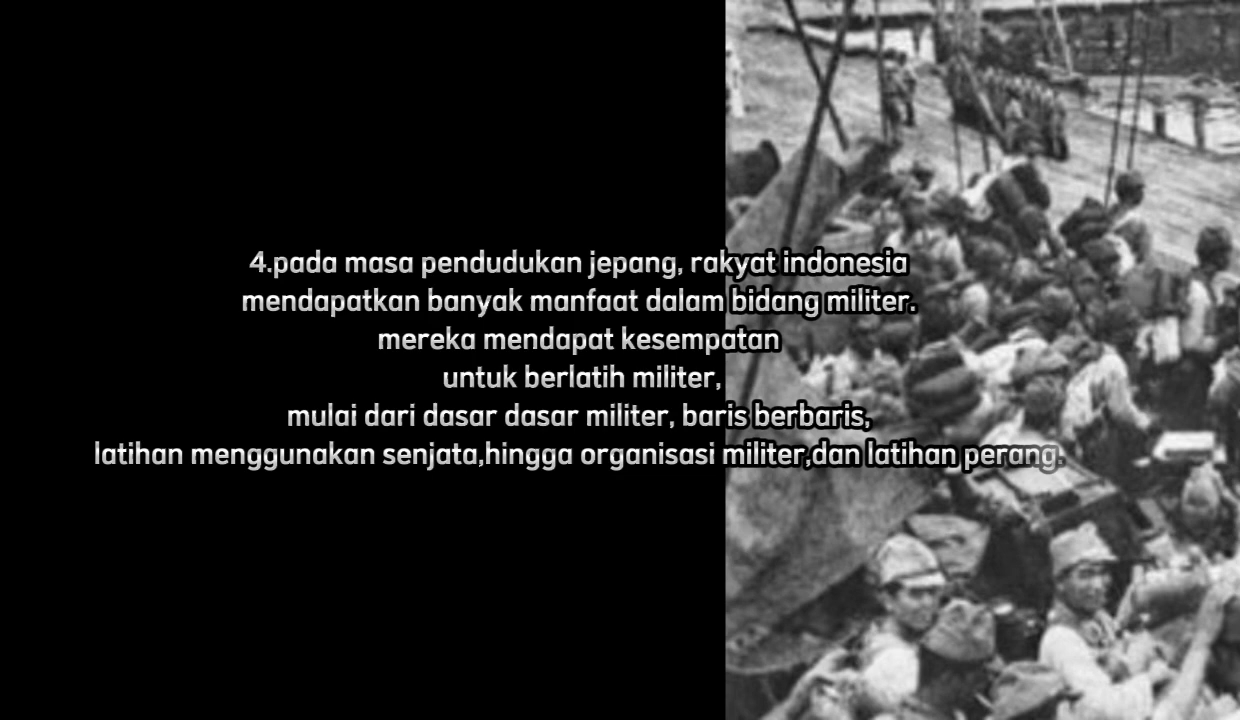 4.pada masa pendudukan jepang, rakyat indonesia
mendapatkan banyak manfaat dalam bidang militer.
mereka mendapat kesempatan
untuk berlatih militer,
mulai dari dasar dasar militer, baris berbaris,
latihan menggunakan senjata,hingga organisasi militer,dan latihan perang.